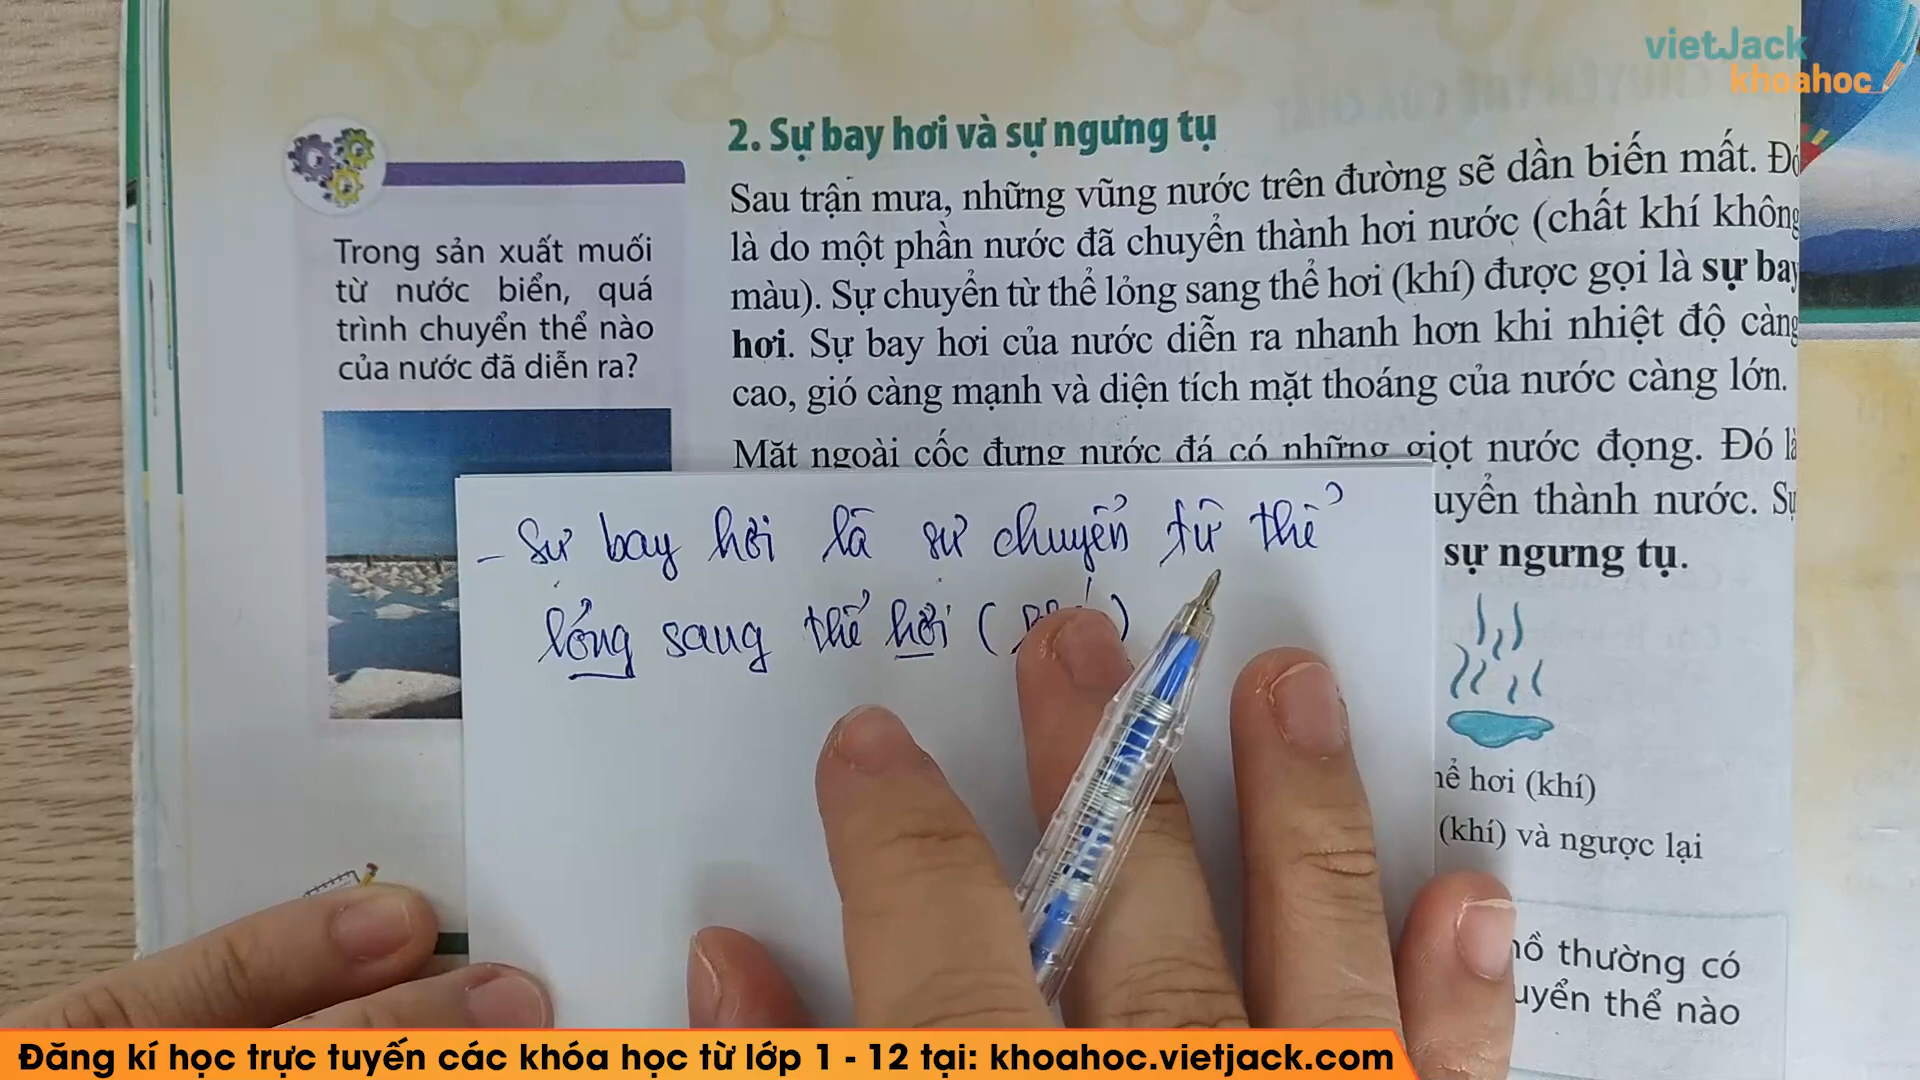 vietJack
khoahoc
2. Sự bay hơi và sự ngưng tụ
Sau trận mưa, những vũng nước trên đường sẽ dần biến mất. Đó
là do một phần nước đã chuyển thành hơi nước (chất khí không
màu). Sự chuyển từ thể lỏng sang thể hơi (khí) được gọi là sự bay
hơi. Sự bay hơi của nước diễn ra nhanh hơn khi nhiệt độ càng
cao, gió càng mạnh và diện tích mặt thoáng của nước càng lớn.
Mặt ngoài cốc đựng nước đá có những giọt nước đọng. Đó là
uyển thành nước. Sự
sự ngưng tụ.
Trong sản xuất muối
từ nước biển, quá
trình chuyển thể nào
của nước đã diễn ra?
- Sự bay hơi là sự chuyển từ thể
lỏng sang thể hơi ( )
hể hơi (khí)
(khí) và ngược lại
hồ thường có
uyển thể nào
Đăng kí học trực tuyến các khóa học từ lớp 1 - 12 tại: khoahoc.vietjack.com